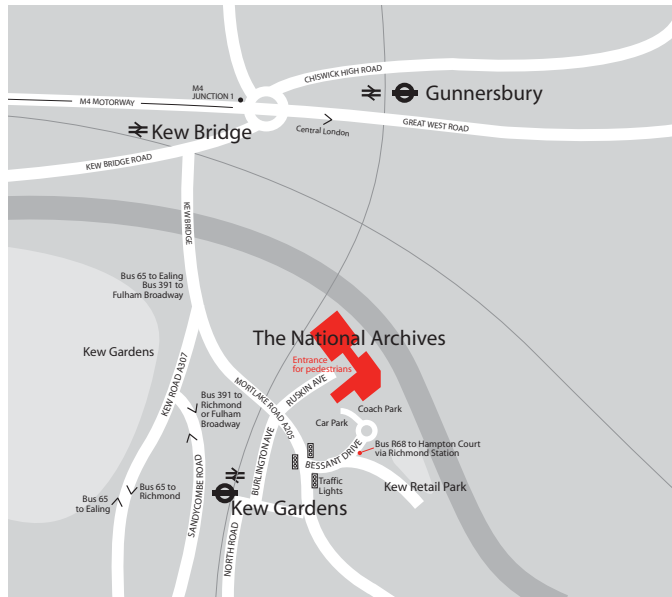 CHISWICK HIGH ROAD
M4
JUNCTION 1
Gunnersbury
M4 MOTORWAY
GREAT WEST ROAD
Central London
Kew Bridge
KEW BRIDGE ROAD
KEW BRIDGE
Bus 65 to Ealing
Bus 391 to
Fulham Broadway
The National Archives
Kew Gardens
Entrance
for pedestrians
KEW ROAD A307
MORTLAKE ROAD A205
RUSKIN AVE
Bus 391 to
Richmond
or Fulham
Broadway
Coach Park
Car Park
Bus R68 to Hampton Court
via Richmond Station
BURLINGTON AVE
BESSANT DRIVE
SANDYCOMBE ROAD
Traffic
Lights
Kew Retail Park
Bus 65 to
Richmond
Bus 65
to Ealing
Kew Gardens
NORTH ROAD